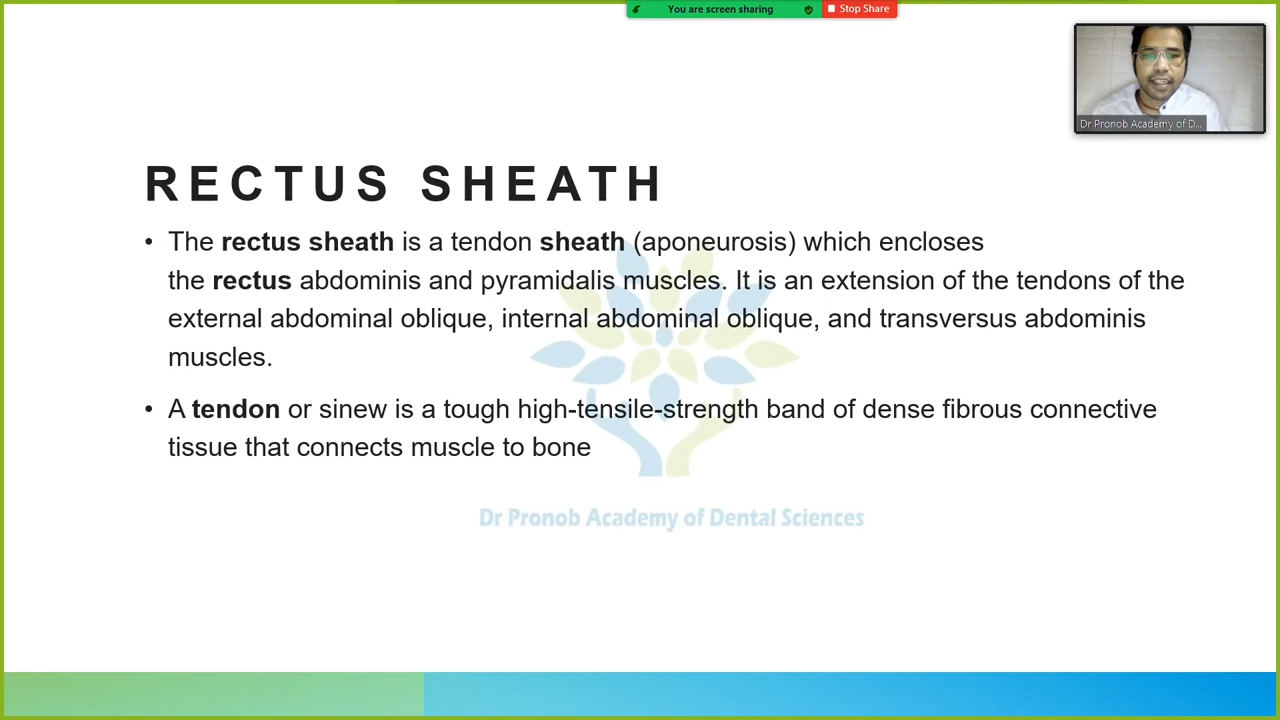 You are screen sharing
Stop Share
Dr Pronob Academy of D...
RECTUS SHEATH
• The rectus sheath is a tendon sheath (aponeurosis) which encloses
the rectus abdominis and pyramidalis muscles. It is an extension of the tendons of the
external abdominal oblique, internal abdominal oblique, and transversus abdominis
muscles.
• A tendon or sinew is a tough high-tensile-strength band of dense fibrous connective
tissue that connects muscle to bone
Dr Pronob Academy of Dental Sciences